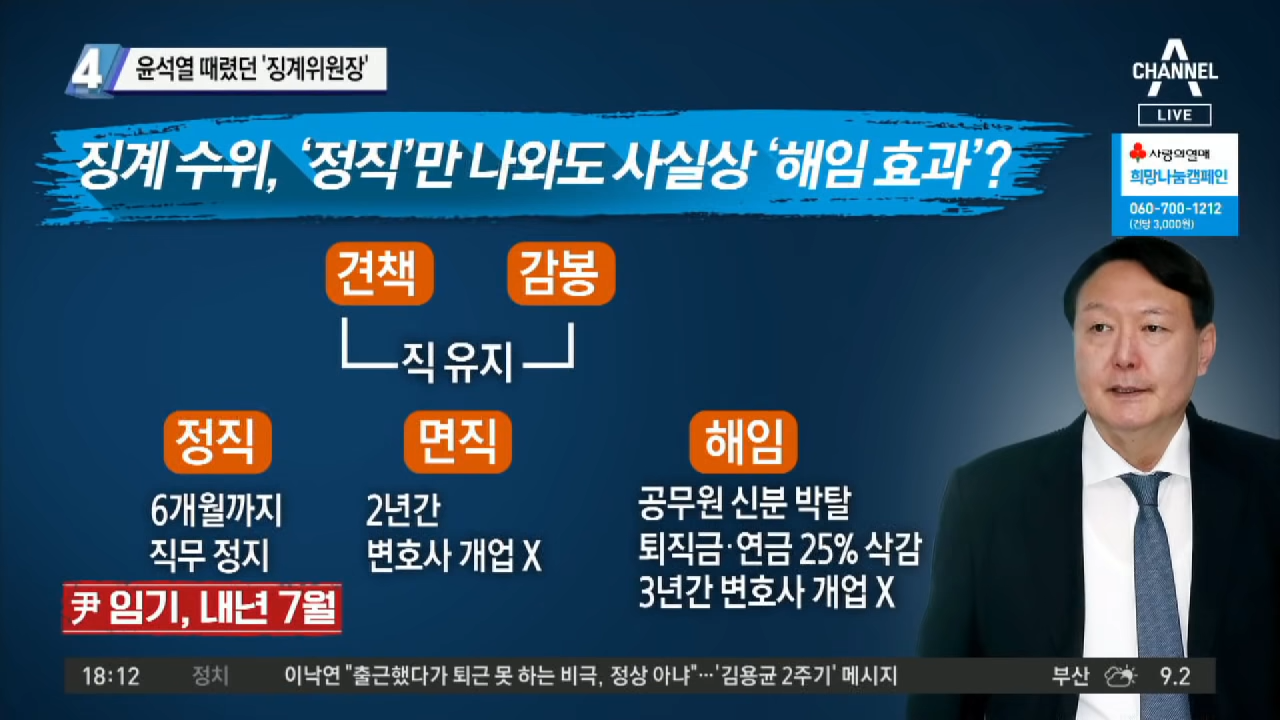 4 윤석열 때렸던 '징계위원장'
CHANNEL A
LIVE
사랑의열매
희망나눔캠페인
060-700-1212
(건당 3,000원)
징계 수위, '정직'만 나와도 사실상 '해임 효과'?
견책 감봉
직 유지
정직 면직 해임
6개월까지
직무 정지
2년간
변호사 개업 X
공무원 신분 박탈
퇴직금·연금 25% 삭감
3년간 변호사 개업 X
尹 임기, 내년 7월
18:12 정치 이낙연 "출근했다가 퇴근 못 하는 비극, 정상 아냐"…'김용균 2주기' 메시지 부산 9.2